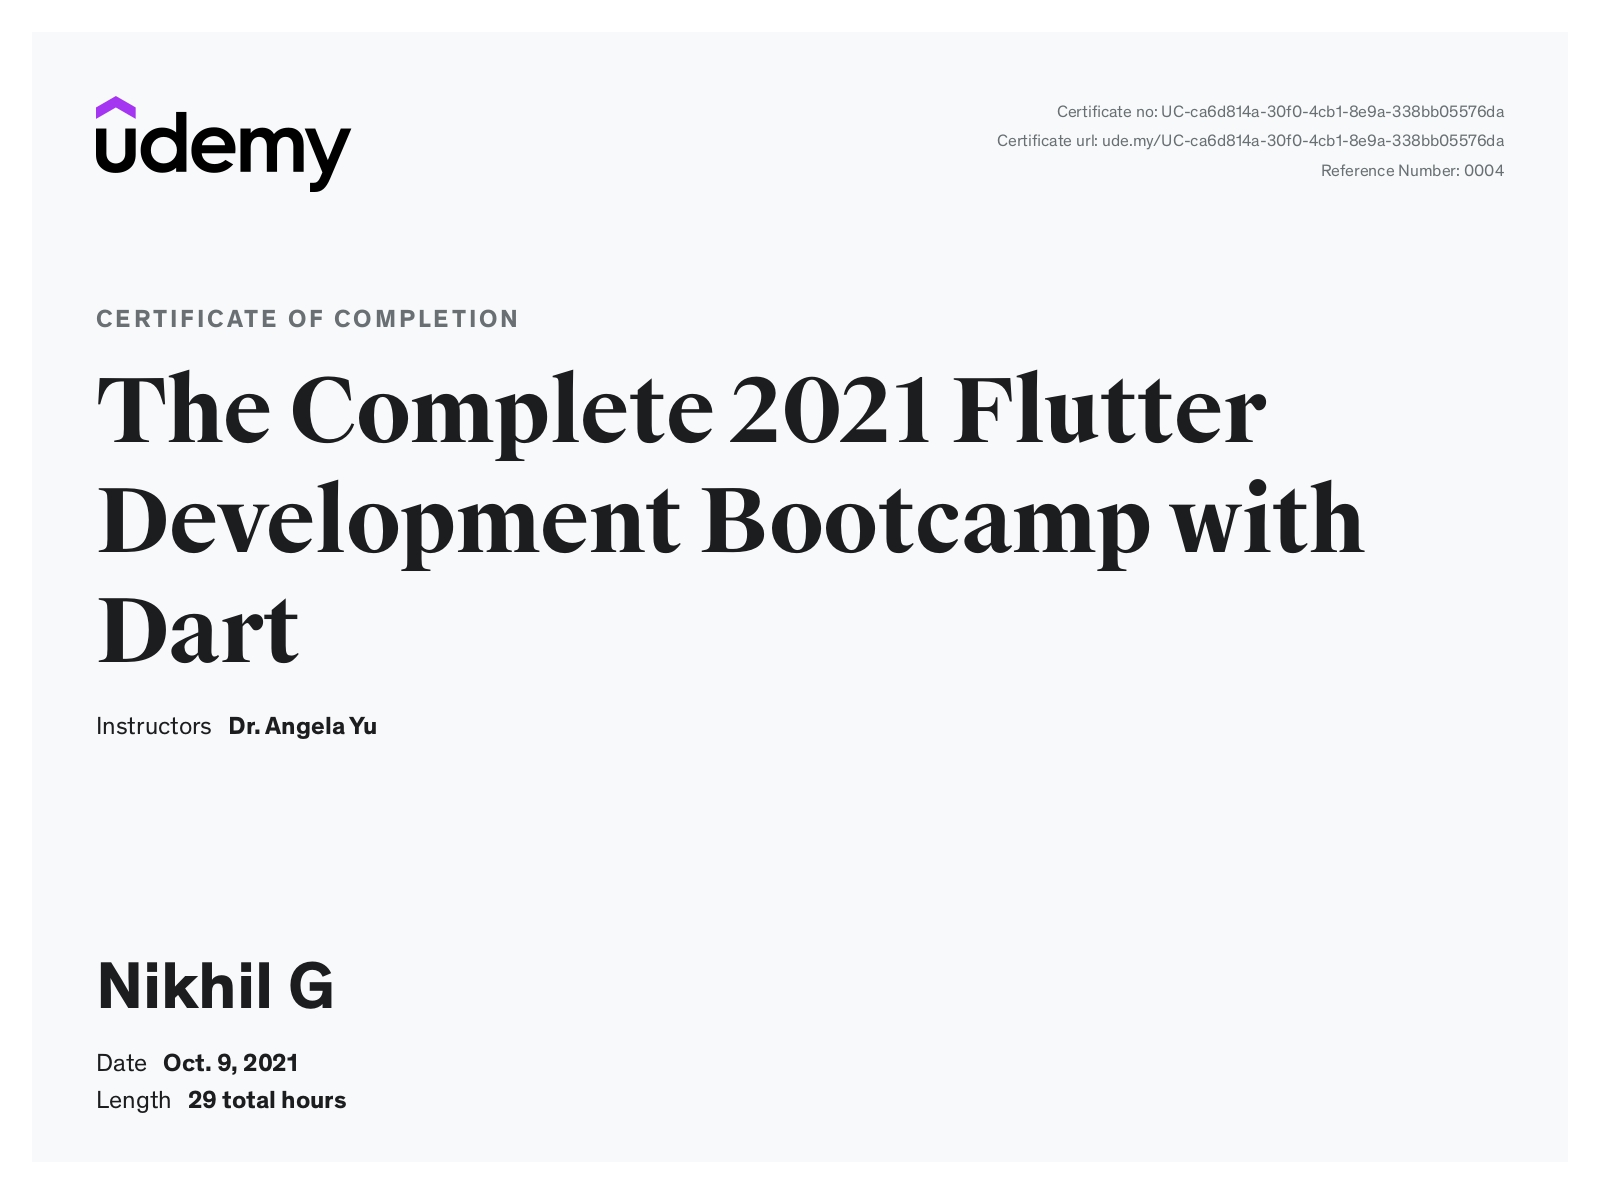 udemy
Certificate no: UC-ca6d814a-30f0-4cb1-8e9a-338bb05576da
Certificate url: ude.my/UC-ca6d814a-30f0-4cb1-8e9a-338bb05576da
Reference Number: 0004
CERTIFICATE OF COMPLETION
The Complete 2021 Flutter
Development Bootcamp with
Dart
Instructors Dr. Angela Yu
Nikhil G
Date Oct. 9, 2021
Length 29 total hours